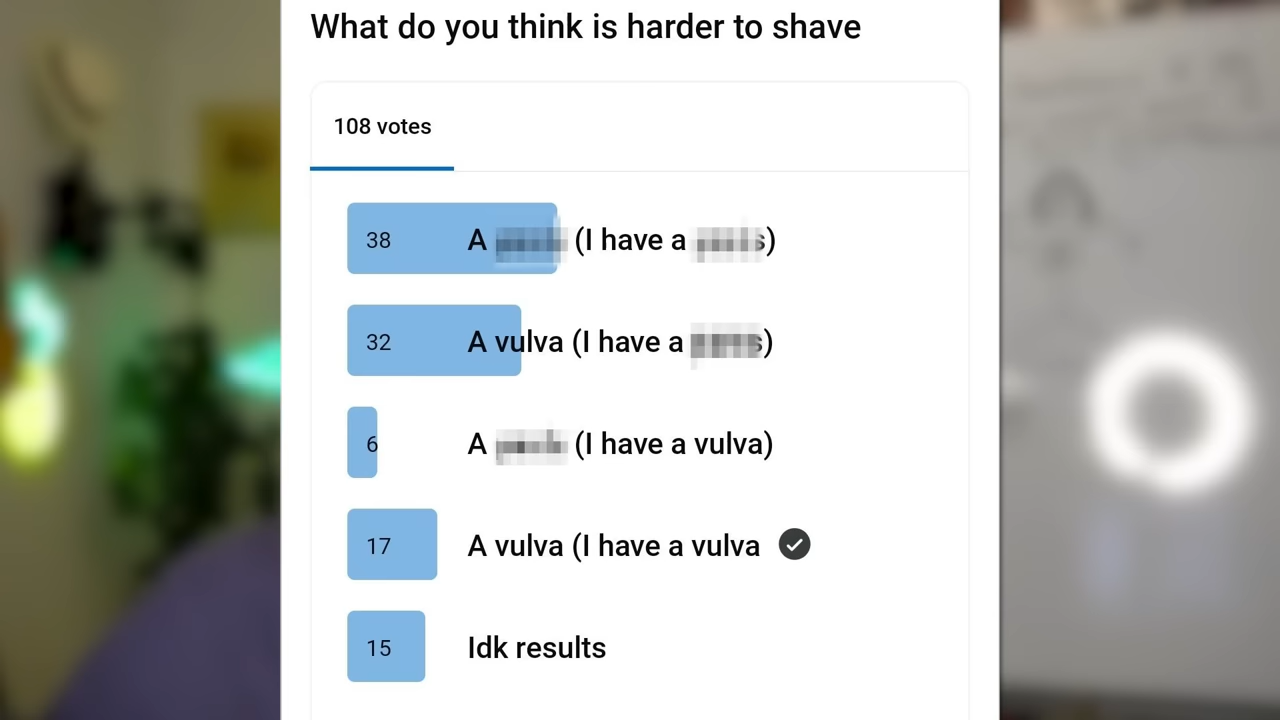 What do you think is harder to shave
108 votes
38 A (I have a )
32 A vulva (I have a )
6 A (I have a vulva)
17 A vulva (I have a vulva
15 Idk results